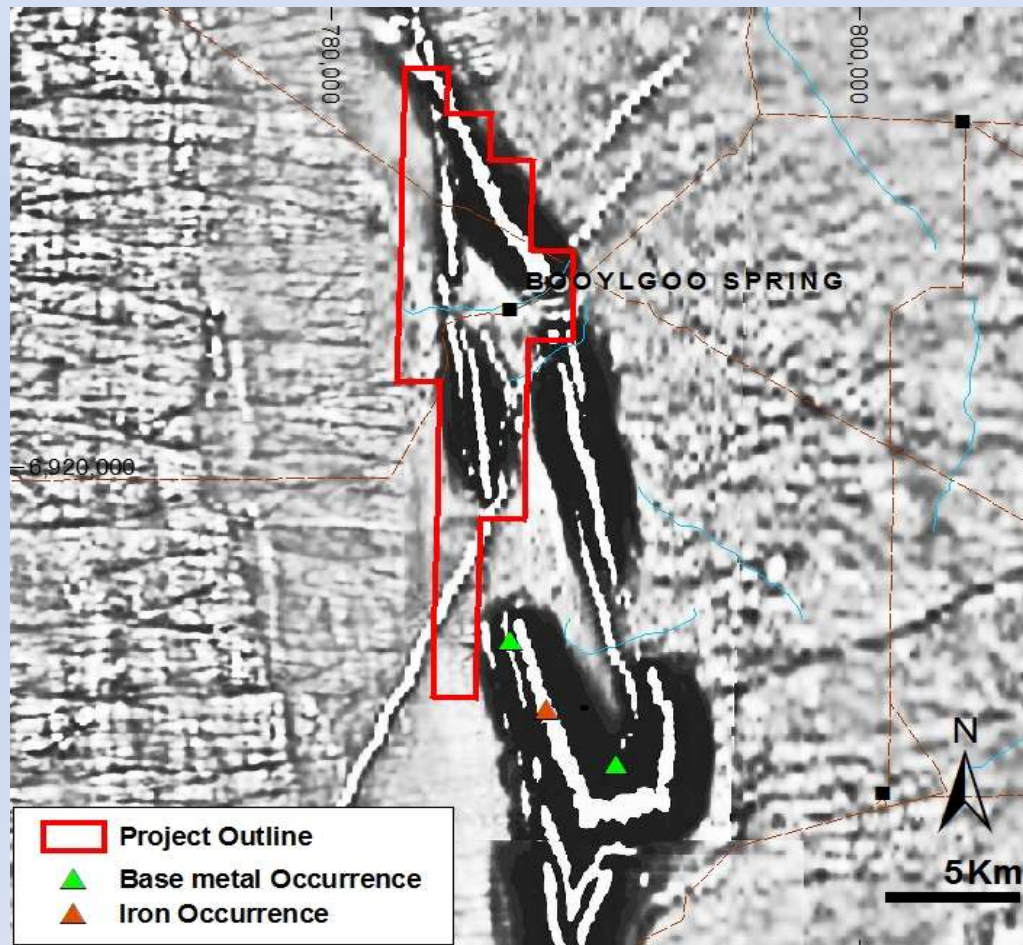 780,000
800,000
BOOYLGOO SPRING
6,920,000
N
5Km
Project Outline
Base metal Occurrence
Iron Occurrence